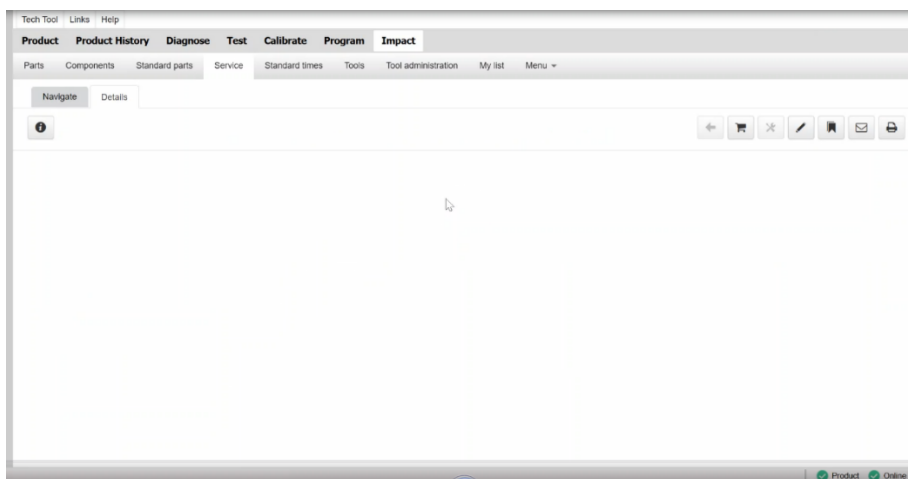 Tech Tool Links Help
Product Product History Diagnose Test Calibrate Program Impact
Parts Components Standard parts Service Standard times Tools Tool administration My list Menu
Navigate Details
Product Online